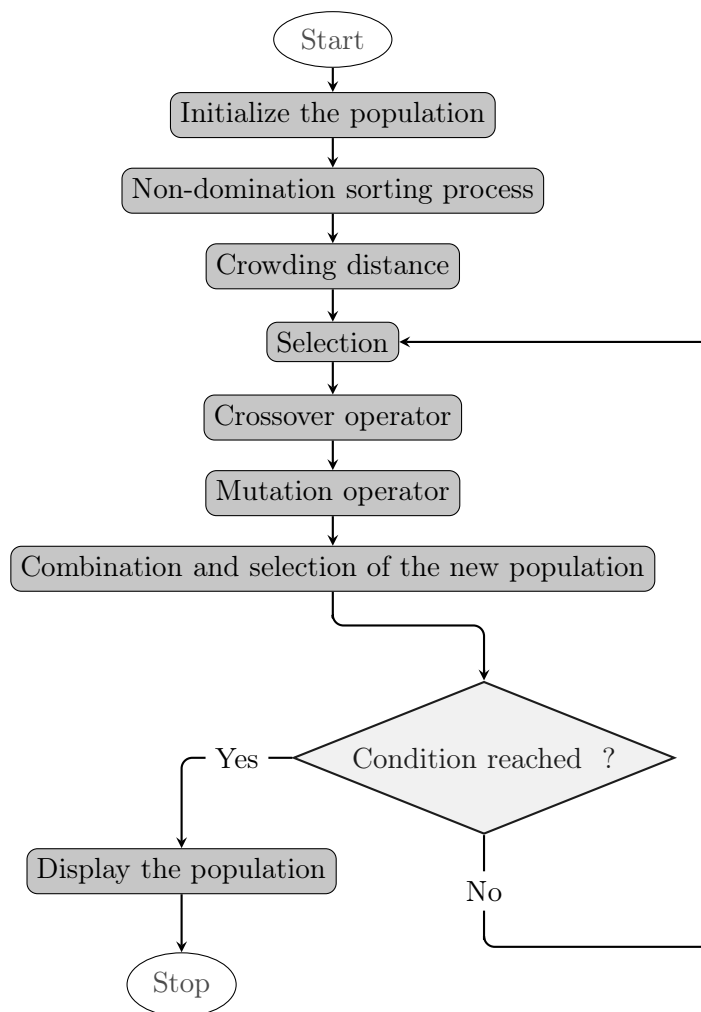 Start
Initialize the population
Non-domination sorting process
Crowding distance
Selection
Crossover operator
Mutation operator
Combination and selection of the new population
Condition reached ?
Yes
Display the population
No
Stop